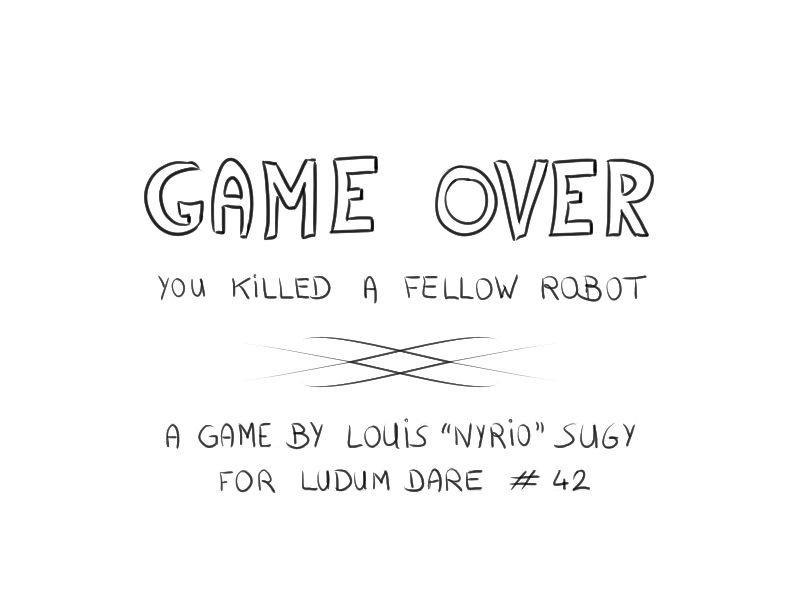 GAME OVER
YOU KiLLED A FELLOW ROBOT
A GAME BY LOUiS “NYRiO” SUGY
FOR LUDUM DARE # 42